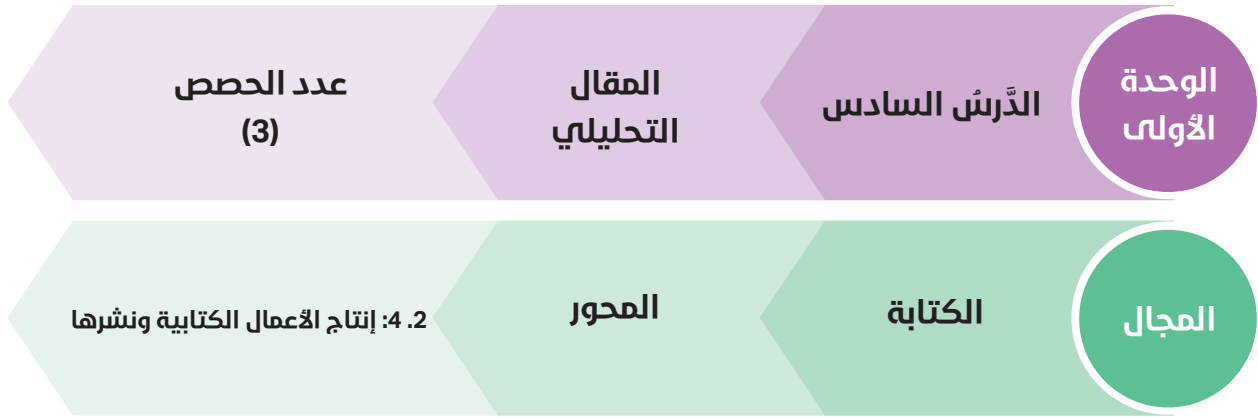 الوحدة
الأولى
الدَّرسُ السادس
المقال
التحليلي
عدد الحصص
(3)
المجال
الكتابة
المحور
2. 4: إنتاج الأعمال الكتابية ونشرها